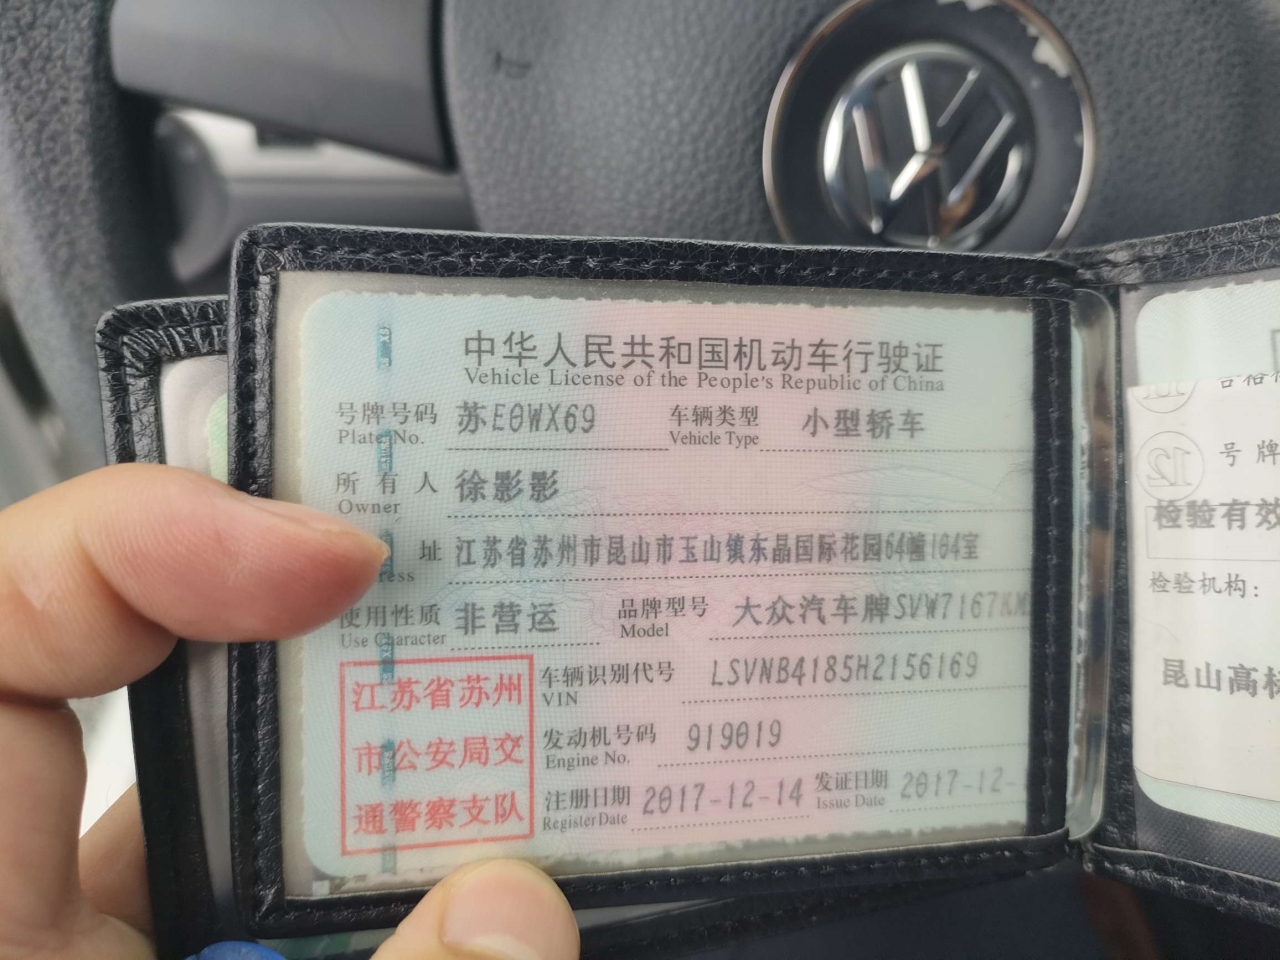 中华人民共和国机动车行驶证
Vehicle License of the People's Republic of China
号牌号码 苏E0WX69 车辆类型 小型轿车
Plate No. Vehicle Type
所有人 徐影影
Owner
址 江苏省苏州市昆山市玉山镇东晶国际花园64幢104室
ress
使用性质 非营运 品牌型号 大众汽车牌SVW7167
Use Character Model
江苏省苏州
市公安局交
通警察支队
车辆识别代号 LSVNB4185H2156169
VIN
发动机号码 919019
Engine No.
注册日期 2017-12-14 发证日期 2017-12-
Register Date Issue Date
号牌
检验有效
检验机构：
昆山高
12